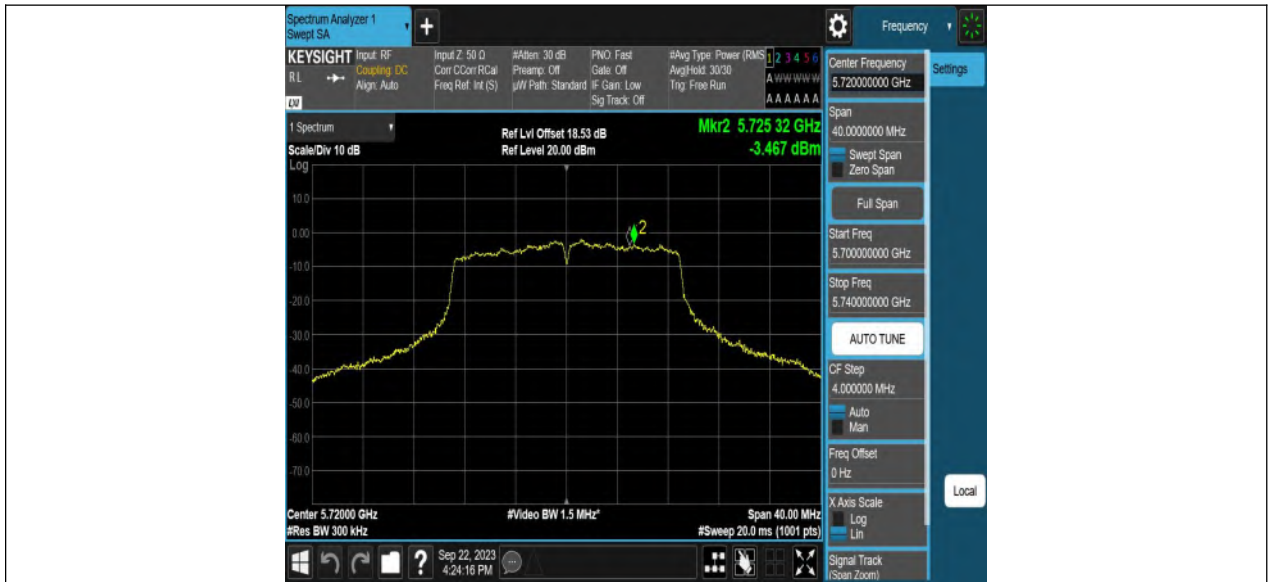 Spectrum Analyzer 1
Swept SA
+
Frequency
KEYSIGHT
RL
LXI
Input: RF
Coupling: DC
Align: Auto
Input Z: 50 Ω
Corr CCorr RCal
Freq Ref: Int (S)
#Atten: 30 dB
Preamp: Off
µW Path: Standard
PNO: Fast
Gate: Off
IF Gain: Low
Sig Track: Off
#Avg Type: Power (RMS
Avg|Hold: 30/30
Trig: Free Run
1 2 3 4 5 6
A W W W W W
A A A A A A
1 Spectrum
Scale/Div 10 dB
Ref Lvl Offset 18.53 dB
Ref Level 20.00 dBm
Mkr2 5.725 32 GHz
-3.467 dBm
Log
10.0
0.00
-10.0
-20.0
-30.0
-40.0
-50.0
-60.0
-70.0
2
Center 5.72000 GHz
#Res BW 300 kHz
#Video BW 1.5 MHz*
Span 40.00 MHz
#Sweep 20.0 ms (1001 pts)
?
Sep 22, 2023
4:24:16 PM
Center Frequency
5.720000000 GHz
Settings
Span
40.0000000 MHz
Swept Span
Zero Span
Full Span
Start Freq
5.700000000 GHz
Stop Freq
5.740000000 GHz
AUTO TUNE
CF Step
4.000000 MHz
Auto
Man
Freq Offset
0 Hz
X Axis Scale
Log
Lin
Local
Signal Track
(Span Zoom)